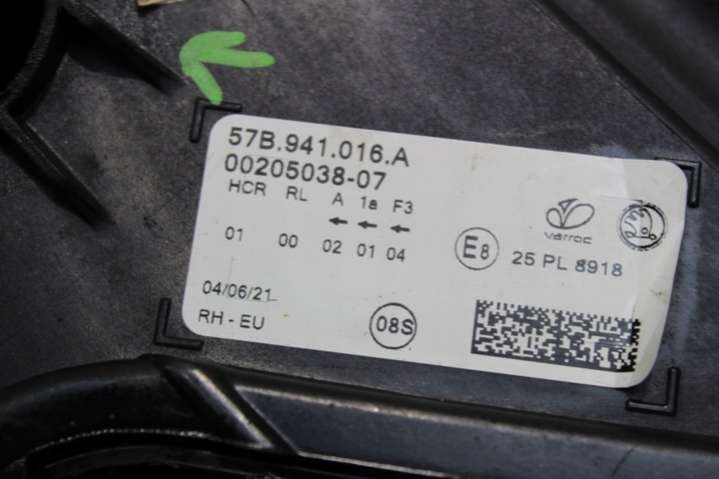 57B.941.016.A
00205038-07
HCR RL A 1a F3
01 00 02 01 04
varroc
E8 25 PL 8918
04/06/21
RH - EU
08S